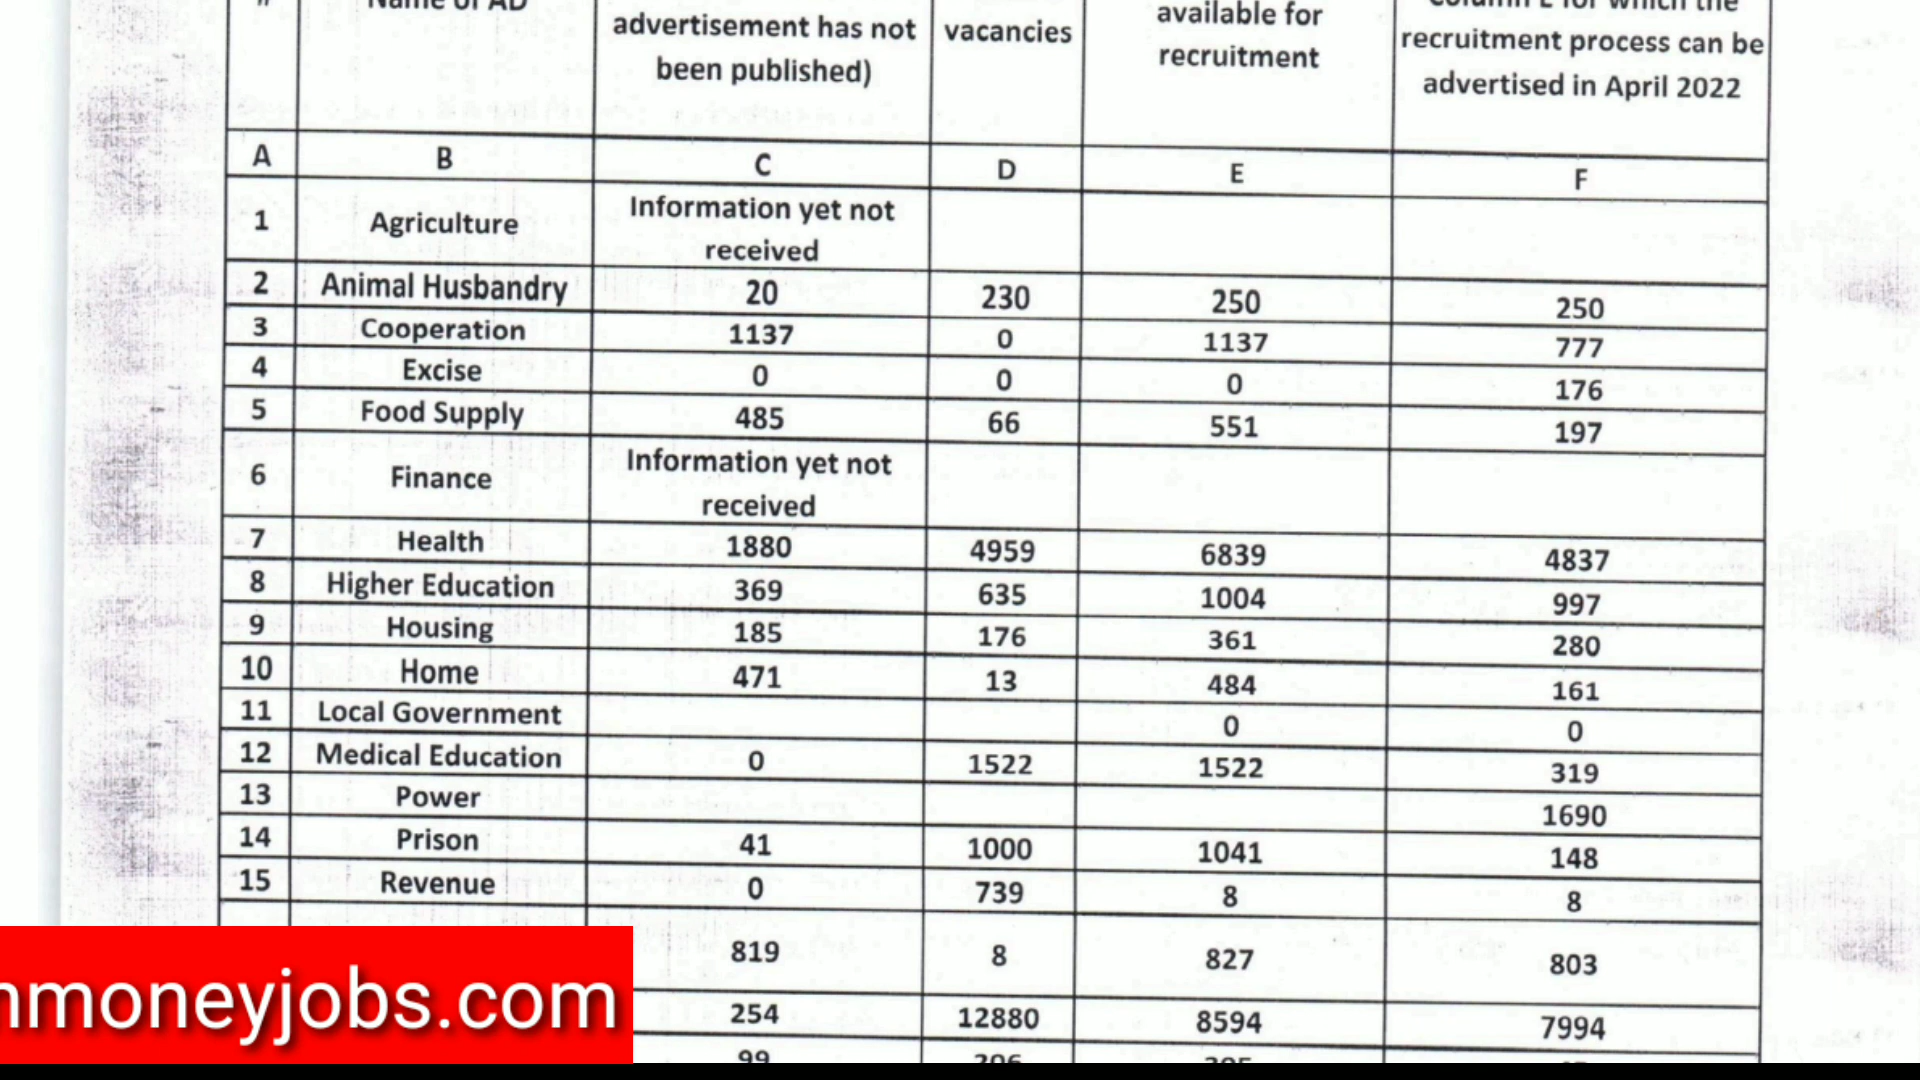 Name of AD
advertisement has not been published)
vacancies
available for recruitment
Column E for which the recruitment process can be advertised in April 2022
A B C D E F
1 Agriculture Information yet not received
2 Animal Husbandry 20 230 250 250
3 Cooperation 1137 0 1137 777
4 Excise 0 0 0 176
5 Food Supply 485 66 551 197
6 Finance Information yet not received
7 Health 1880 4959 6839 4837
8 Higher Education 369 635 1004 997
9 Housing 185 176 361 280
10 Home 471 13 484 161
11 Local Government 0 0
12 Medical Education 0 1522 1522 319
13 Power 1690
14 Prison 41 1000 1041 148
15 Revenue 0 739 8 8
819 8 827 803
254 12880 8594 7994
99
nmoneyjobs.com